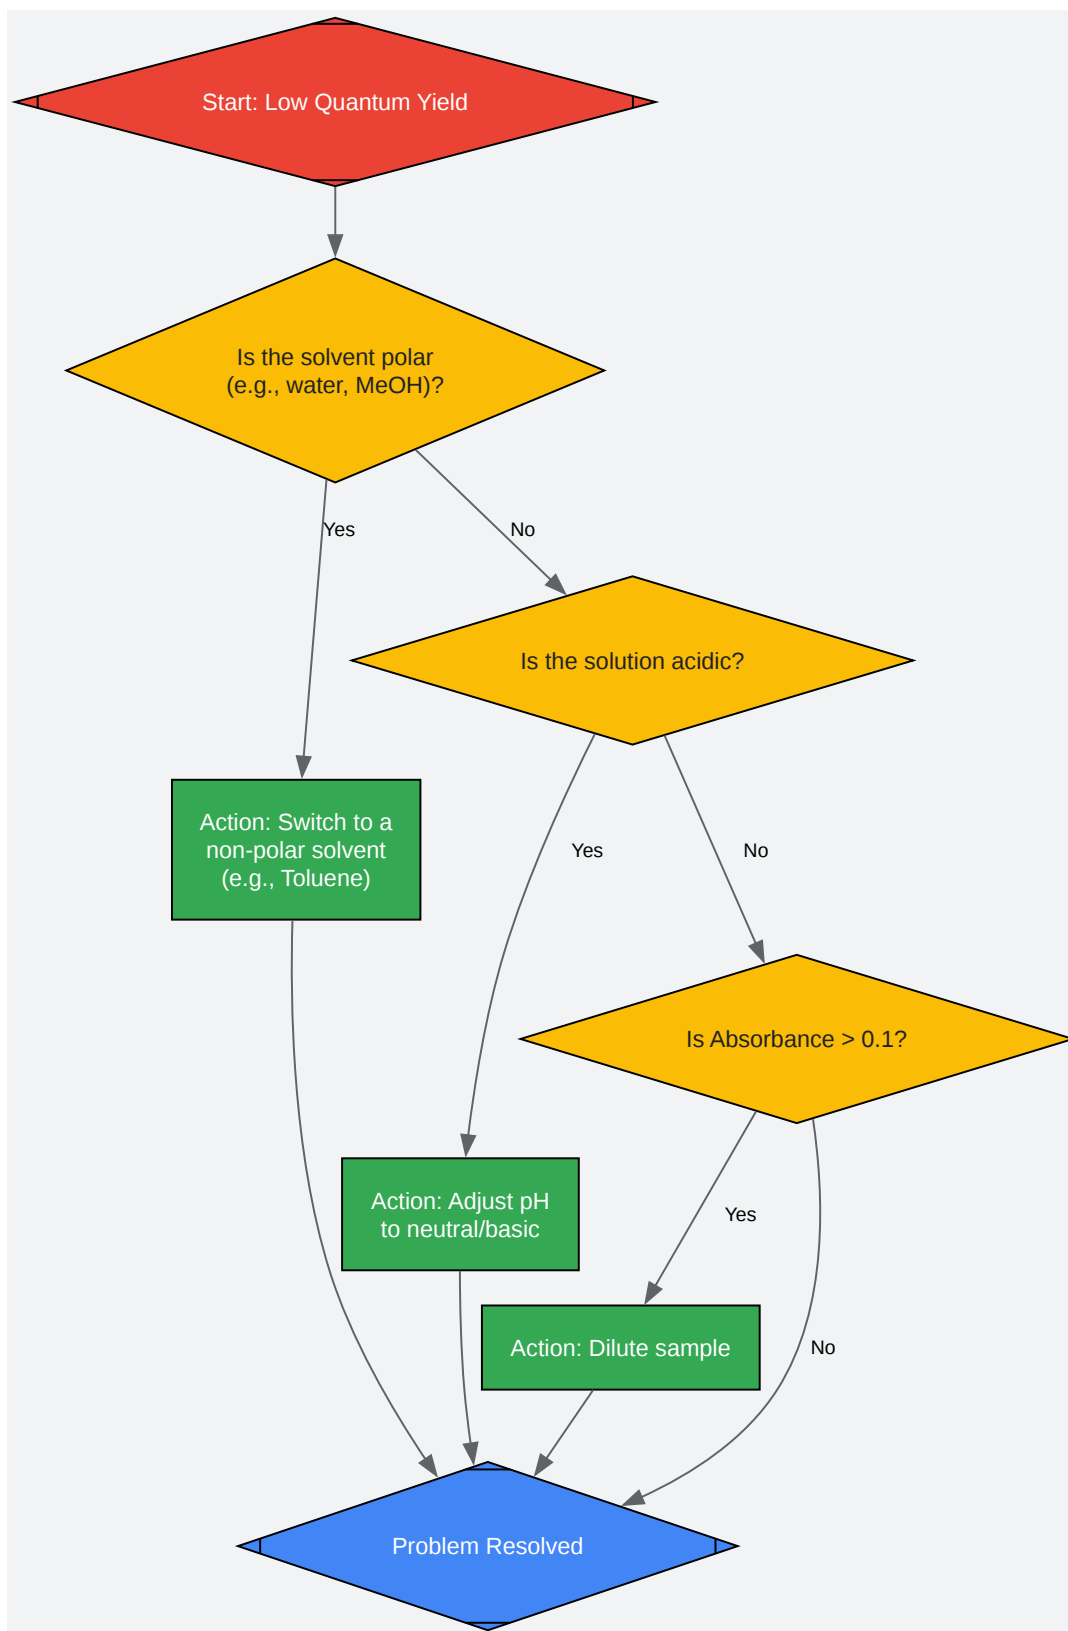 Start: Low Quantum Yield
Is the solvent polar
(e.g., water, MeOH)?
Yes
No
Is the solution acidic?
Action: Switch to a
non-polar solvent
(e.g., Toluene)
Yes
No
Is Absorbance > 0.1?
Action: Adjust pH
to neutral/basic
Yes
Action: Dilute sample
No
Problem Resolved